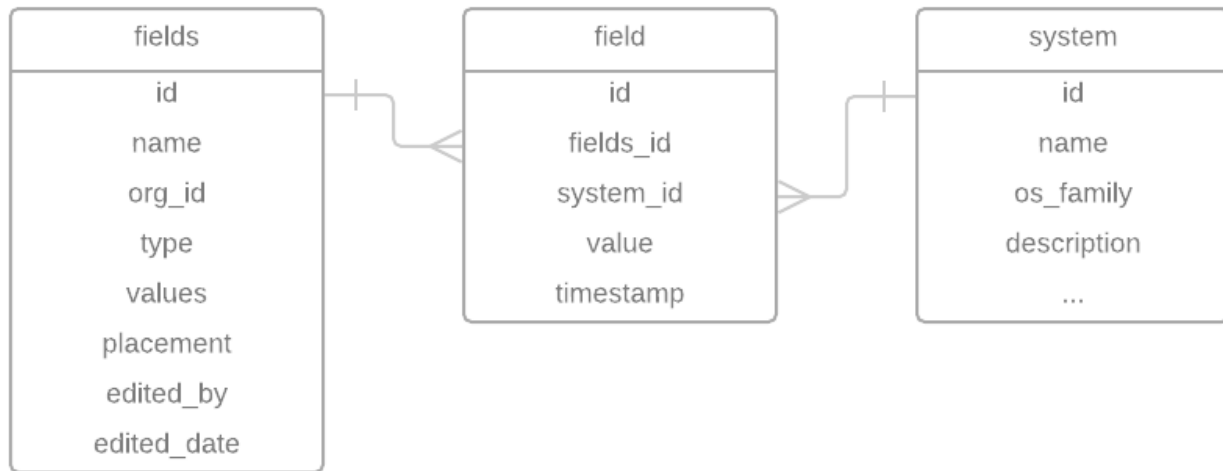 fields
id
name
org_id
type
values
placement
edited_by
edited_date
field
id
fields_id
system_id
value
timestamp
system
id
name
os_family
description
...